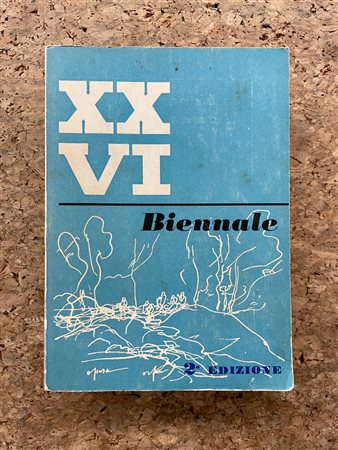 XX
VI
Biennale
2ª EDIZIONE